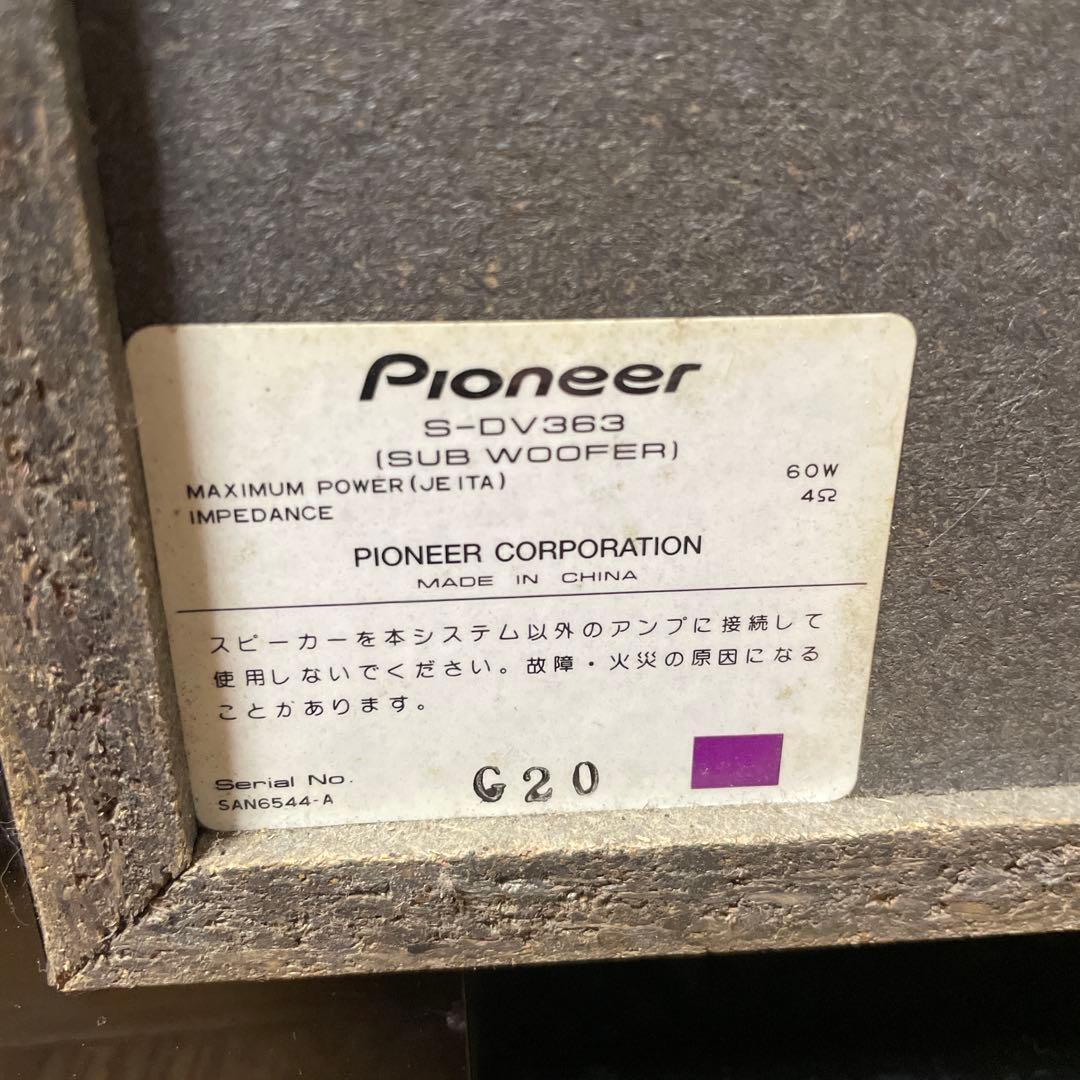 Pioneer
S-DV363
(SUB WOOFER)
MAXIMUM POWER(JEITA) 60W
IMPEDANCE 4Ω
PIONEER CORPORATION
MADE IN CHINA
スピーカーを本システム以外のアンプに接続して
使用しないでください。故障・火災の原因になる
ことがあります。
Serial No.
SAN6544-A
G20